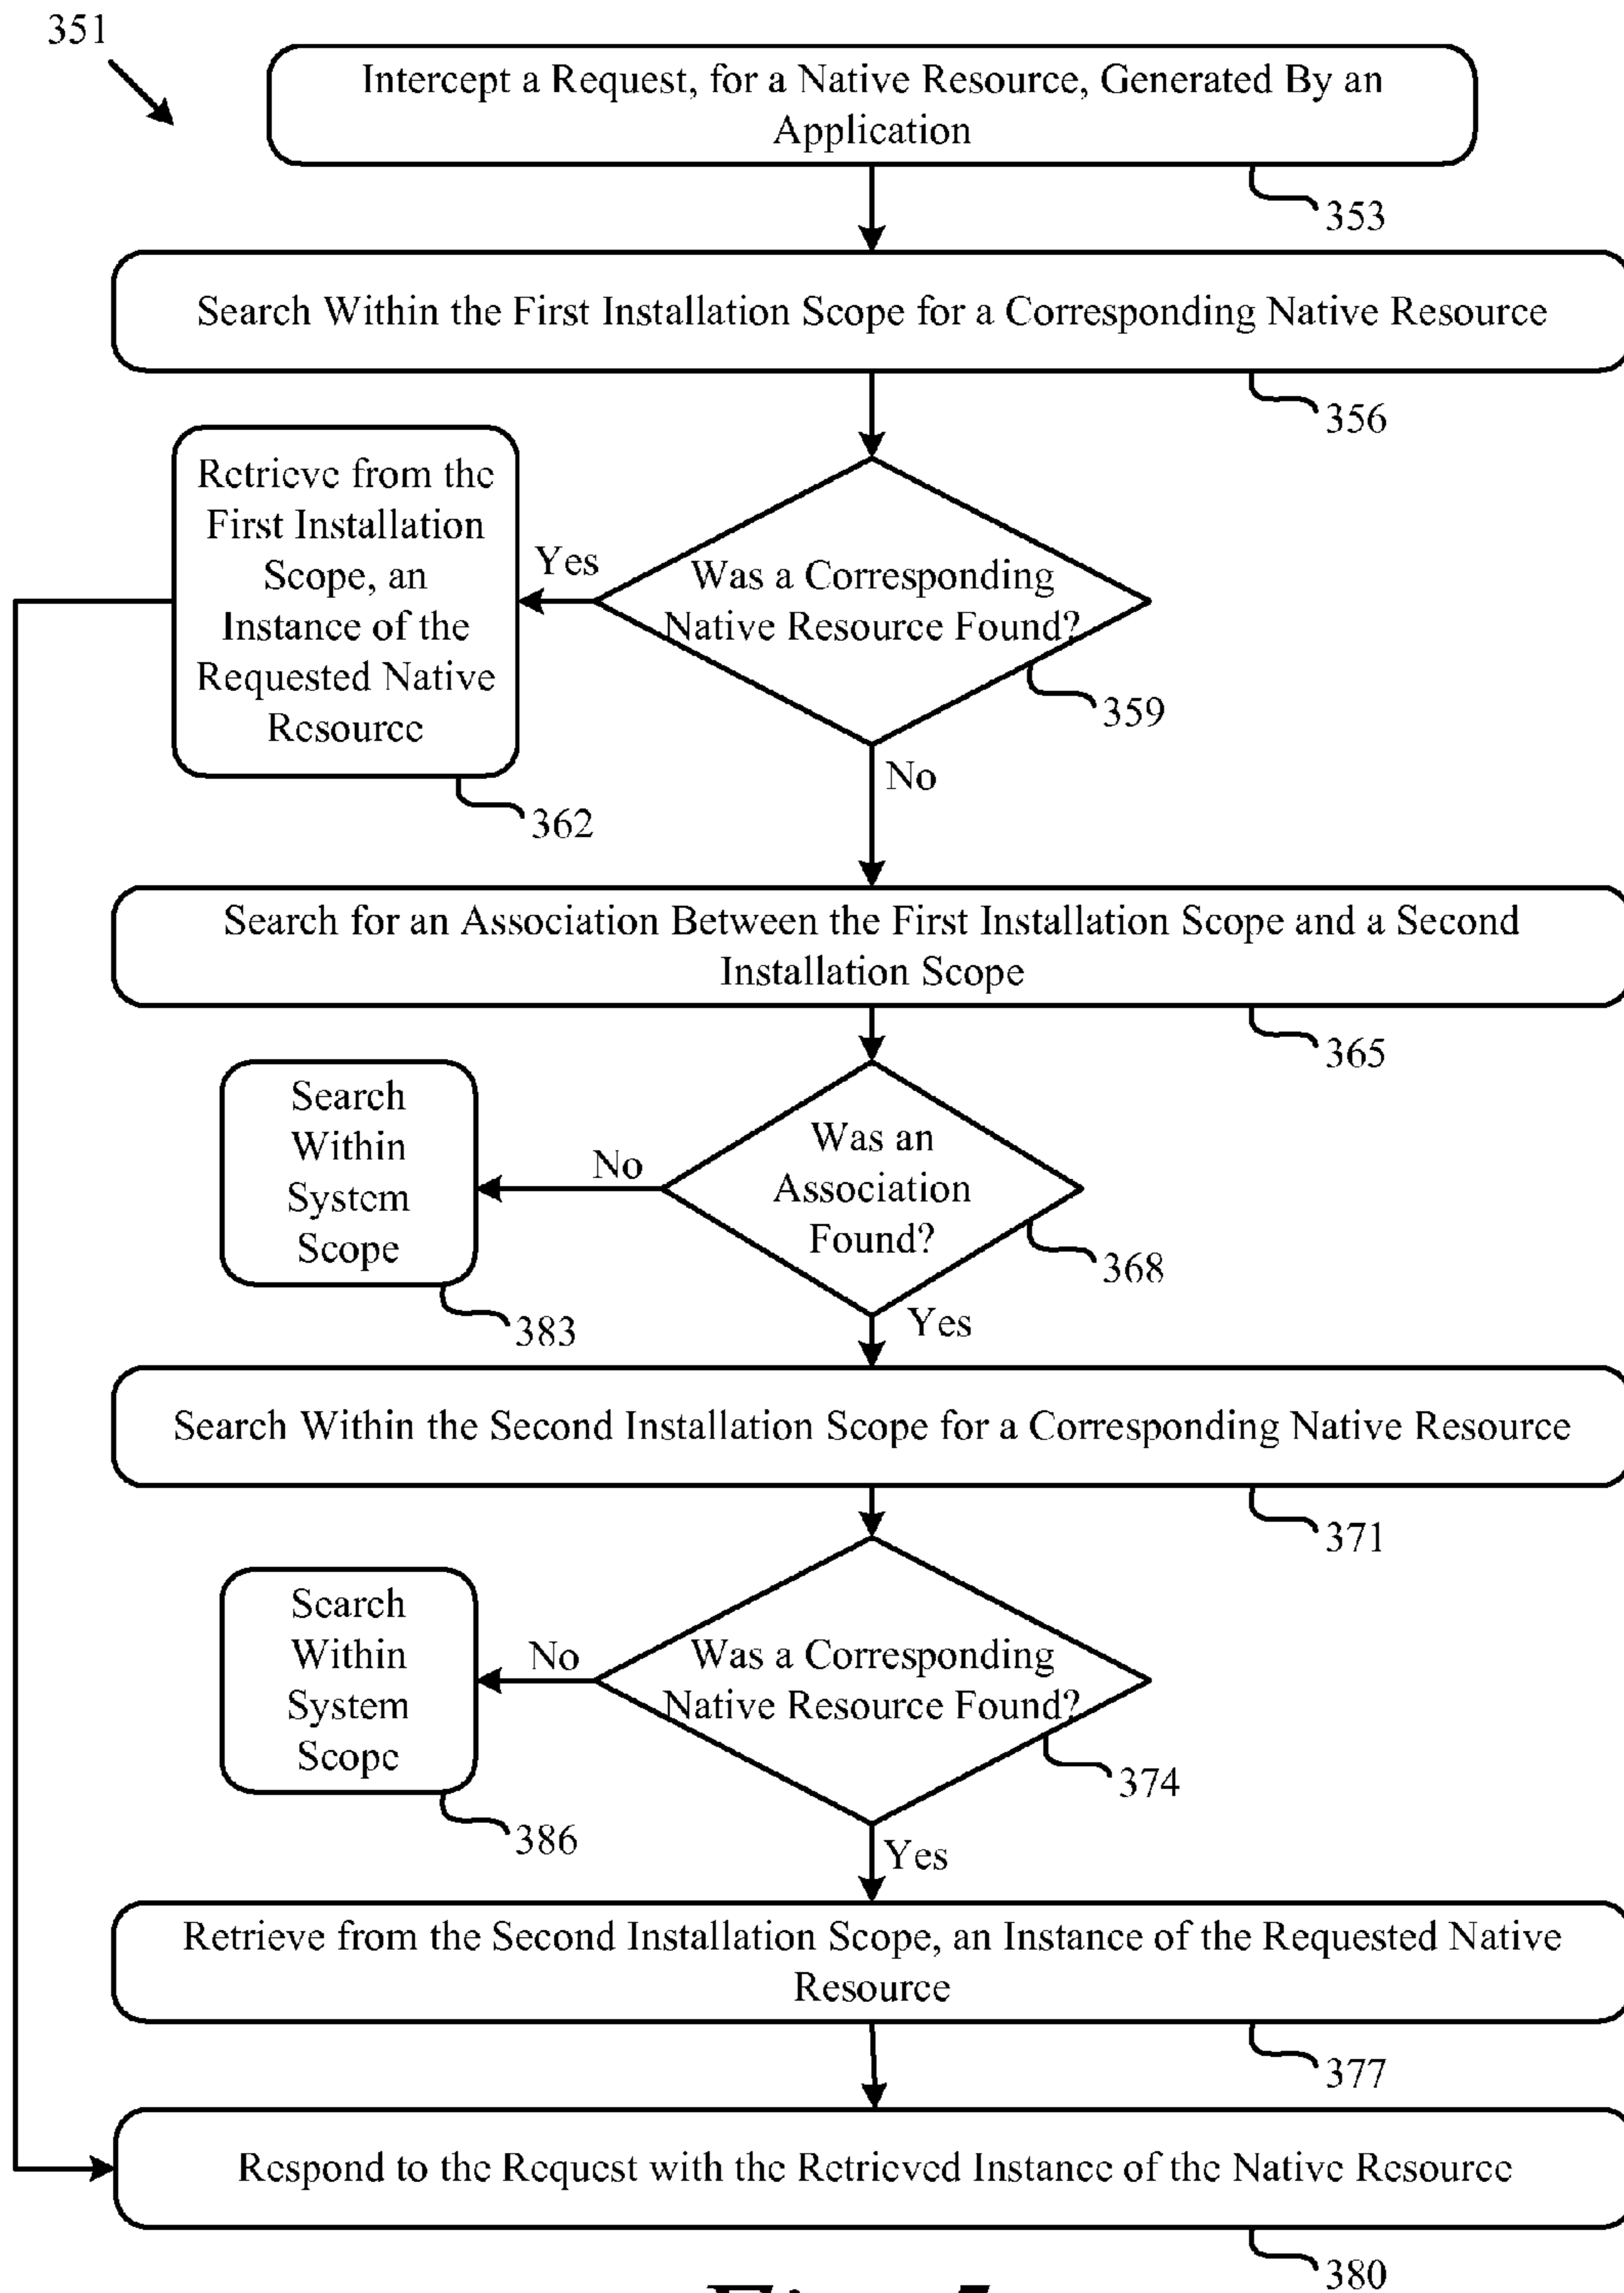 351
Intercept a Request, for a Native Resource, Generated By an
Application
353
Search Within the First Installation Scope for a Corresponding Native Resource
356
Retrieve from the
First Installation
Scope, an
Instance of the
Requested Native
Resource
362
Yes
Was a Corresponding
Native Resource Found?
359
No
Search for an Association Between the First Installation Scope and a Second
Installation Scope
365
Search
Within
System
Scope
383
No
Was an
Association
Found?
368
Yes
Search Within the Second Installation Scope for a Corresponding Native Resource
371
Search
Within
System
Scope
386
No
Was a Corresponding
Native Resource Found?
374
Yes
Retrieve from the Second Installation Scope, an Instance of the Requested Native
Resource
377
Respond to the Request with the Retrieved Instance of the Native Resource
380